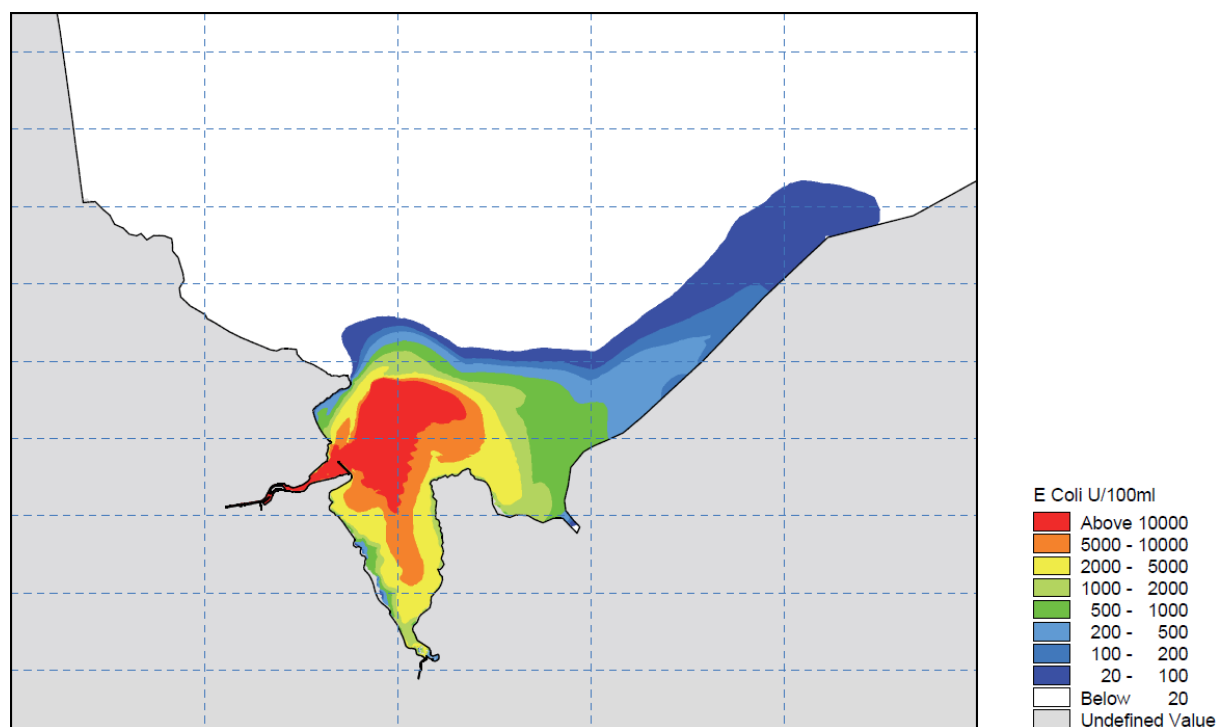 E Coli U/100ml
Above 10000
5000 - 10000
2000 - 5000
1000 - 2000
500 - 1000
200 - 500
100 - 200
20 - 100
Below 20
Undefined Value